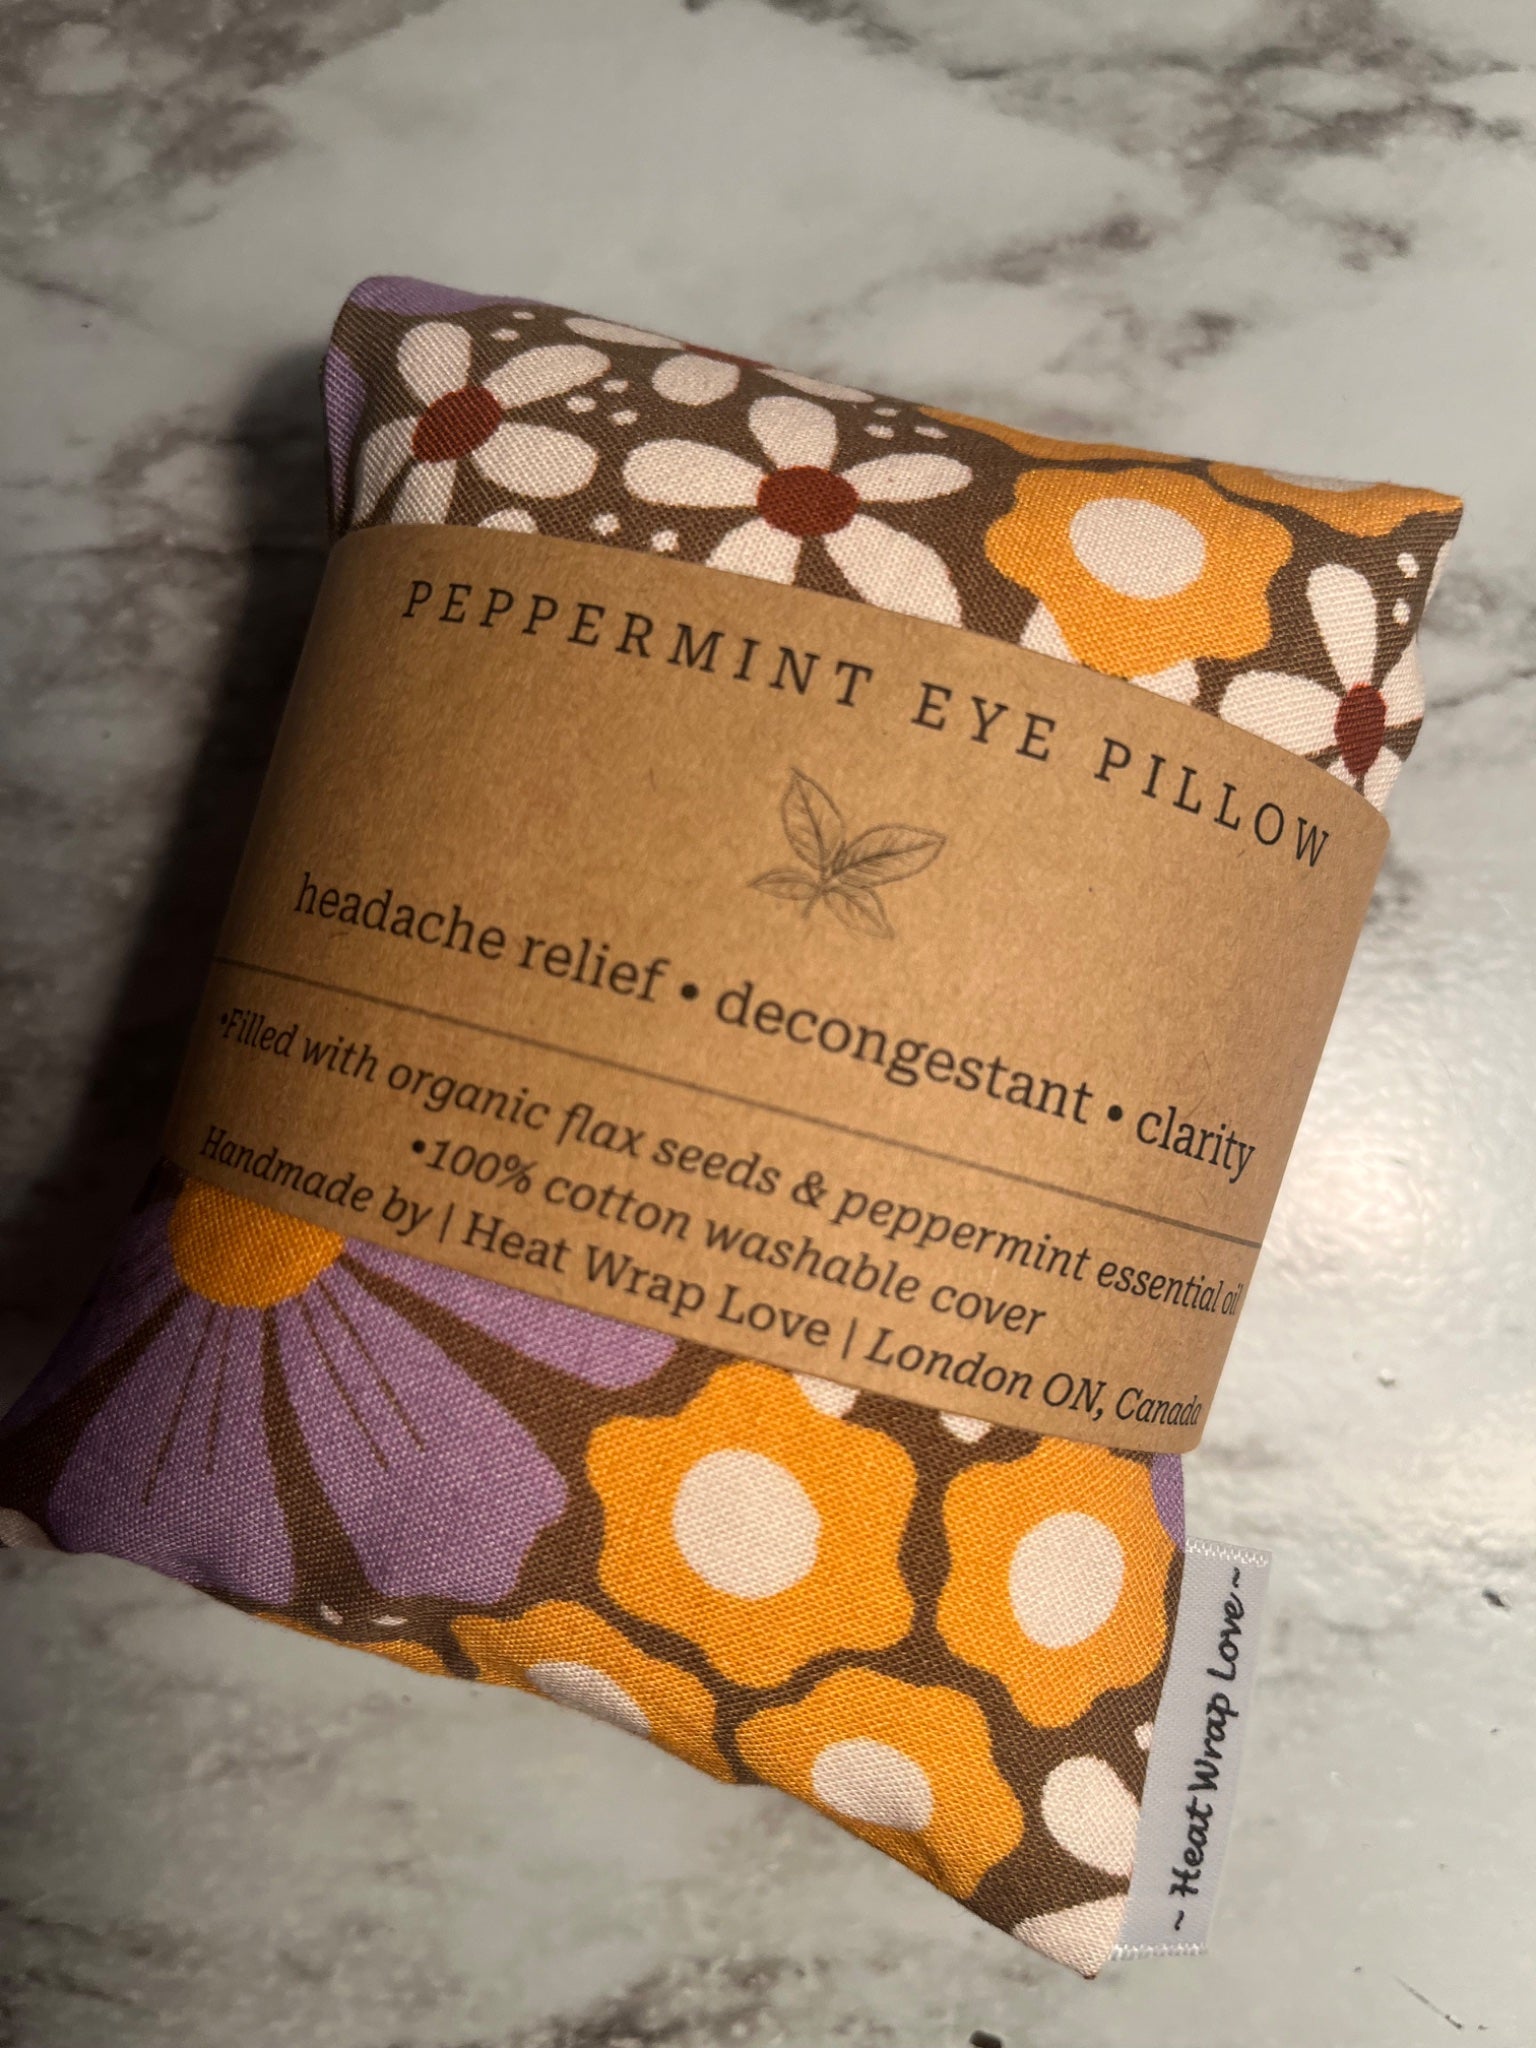 PEPPERMINT EYE PILLOW
headache relief • decongestant • clarity
•Filled with organic flax seeds & peppermint essential oil
•100% cotton washable cover
Handmade by | Heat Wrap Love | London ON, Canada
~ Heat Wrap Love ~